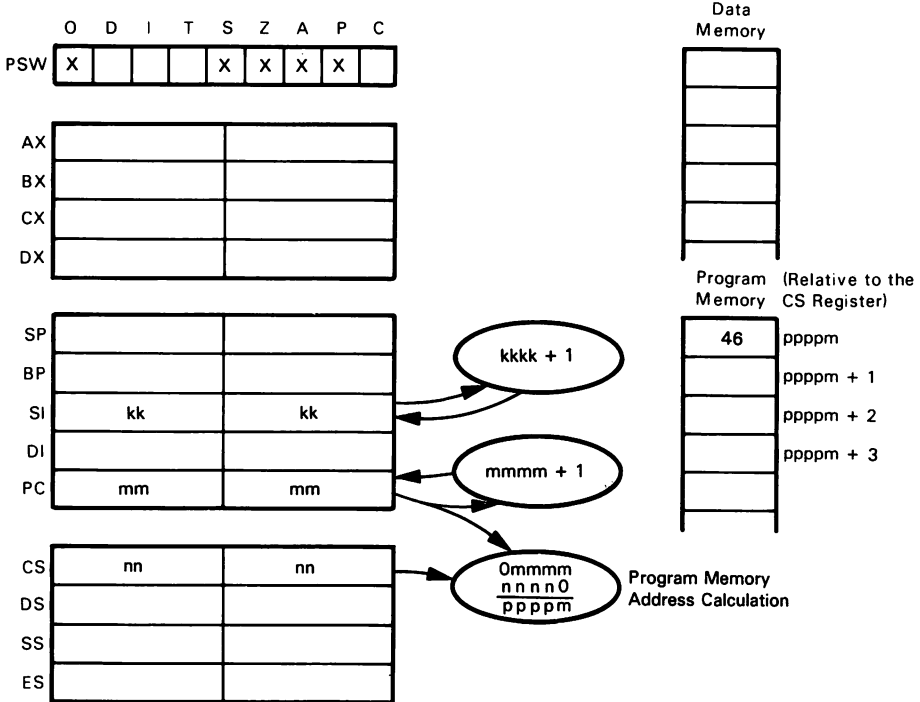 O D I T S Z A P C
PSW X X X X X
AX
BX
CX
DX
SP
BP
SI kk kk
DI
PC mm mm
CS nn nn
DS
SS
ES
kkkk + 1
mmmm + 1
0mmmm
nnnn0
ppppm
Program Memory
Address Calculation
Data
Memory
Program
Memory
(Relative to the
CS Register)
46 ppppm
ppppm + 1
ppppm + 2
ppppm + 3